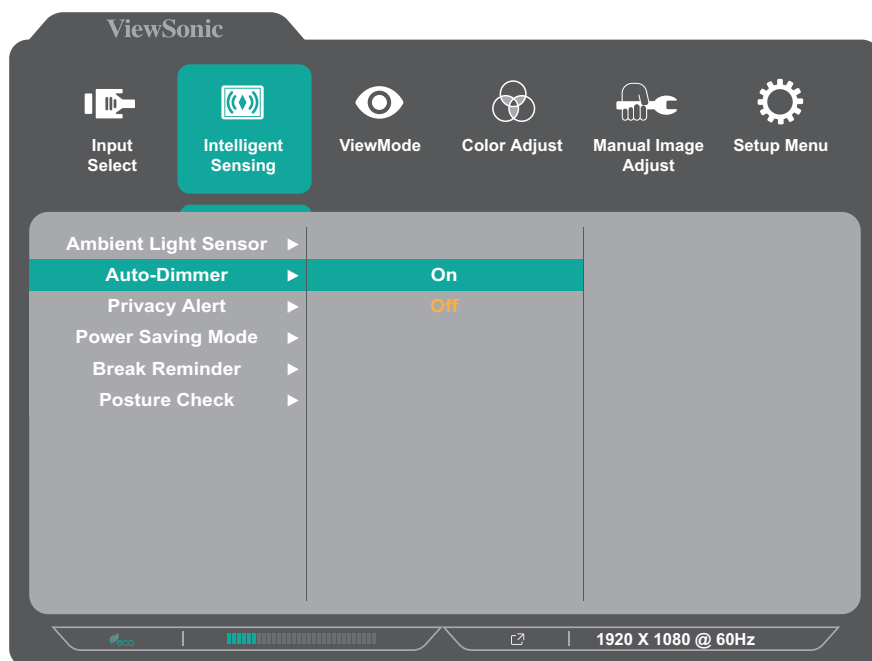 ViewSonic
Input
Select
Intelligent
Sensing
ViewMode
Color Adjust
Manual Image
Adjust
Setup Menu
Ambient Light Sensor ▶
Auto-Dimmer ▶ On
Privacy Alert ▶ Off
Power Saving Mode ▶
Break Reminder ▶
Posture Check ▶
eco
1920 X 1080 @ 60Hz